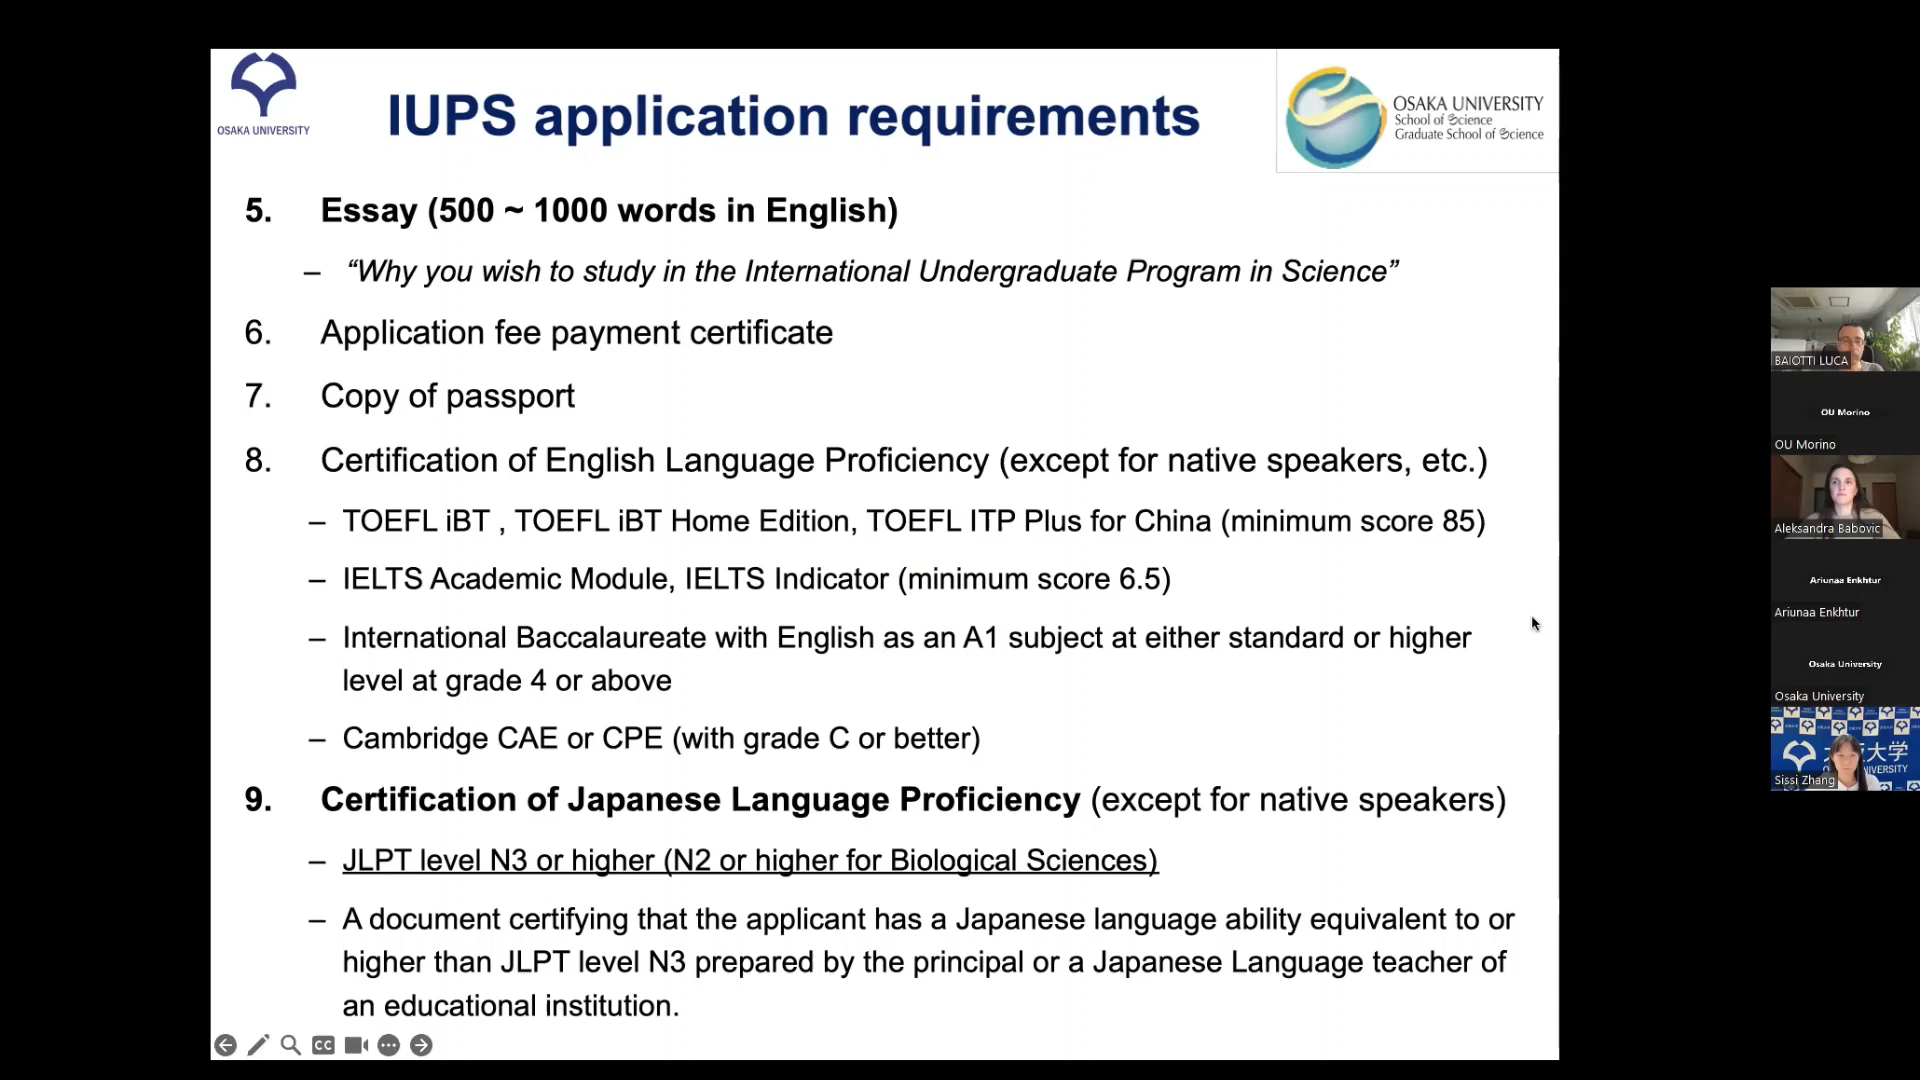 OSAKA UNIVERSITY
IUPS application requirements
OSAKA UNIVERSITY
School of Science
Graduate School of Science
5. Essay (500 ~ 1000 words in English)
– “Why you wish to study in the International Undergraduate Program in Science”
6. Application fee payment certificate
7. Copy of passport
8. Certification of English Language Proficiency (except for native speakers, etc.)
– TOEFL iBT , TOEFL iBT Home Edition, TOEFL ITP Plus for China (minimum score 85)
– IELTS Academic Module, IELTS Indicator (minimum score 6.5)
– International Baccalaureate with English as an A1 subject at either standard or higher
level at grade 4 or above
– Cambridge CAE or CPE (with grade C or better)
9. Certification of Japanese Language Proficiency (except for native speakers)
– JLPT level N3 or higher (N2 or higher for Biological Sciences)
– A document certifying that the applicant has a Japanese language ability equivalent to or
higher than JLPT level N3 prepared by the principal or a Japanese Language teacher of
an educational institution.
CC
BAIOTTI LUCA
OU Morino
OU Morino
Aleksandra Babovic
Ariunaa Enkhtur
Ariunaa Enkhtur
Osaka University
Osaka University
大学
Sissi Zhang